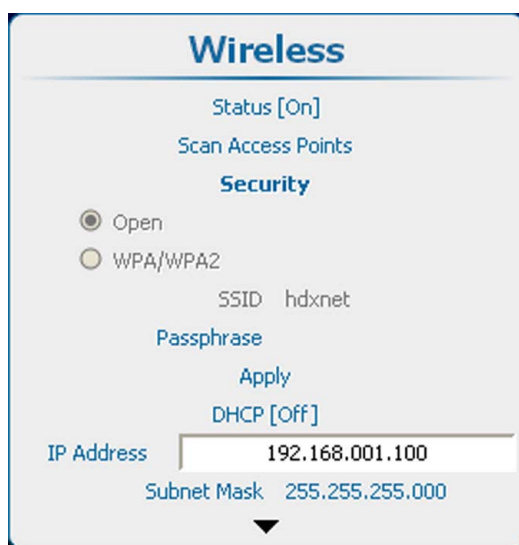 Wireless
Status [On]
Scan Access Points
Security
Open
WPA/WPA2
SSID hdxnet
Passphrase
Apply
DHCP [Off]
IP Address 192.168.001.100
Subnet Mask 255.255.255.000